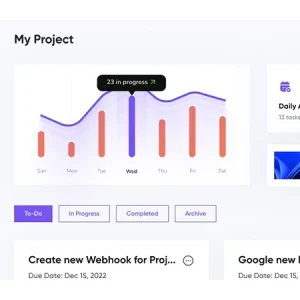 My Project
23 in progress
Daily A
13 tasks
Sun Mon Tue Wed Thu Fri Sat
To-Do In Progress Completed Archive
Create new Webhook for Proj...
Due Date: Dec 15, 2022
Google new
Due Date: Dec 15,